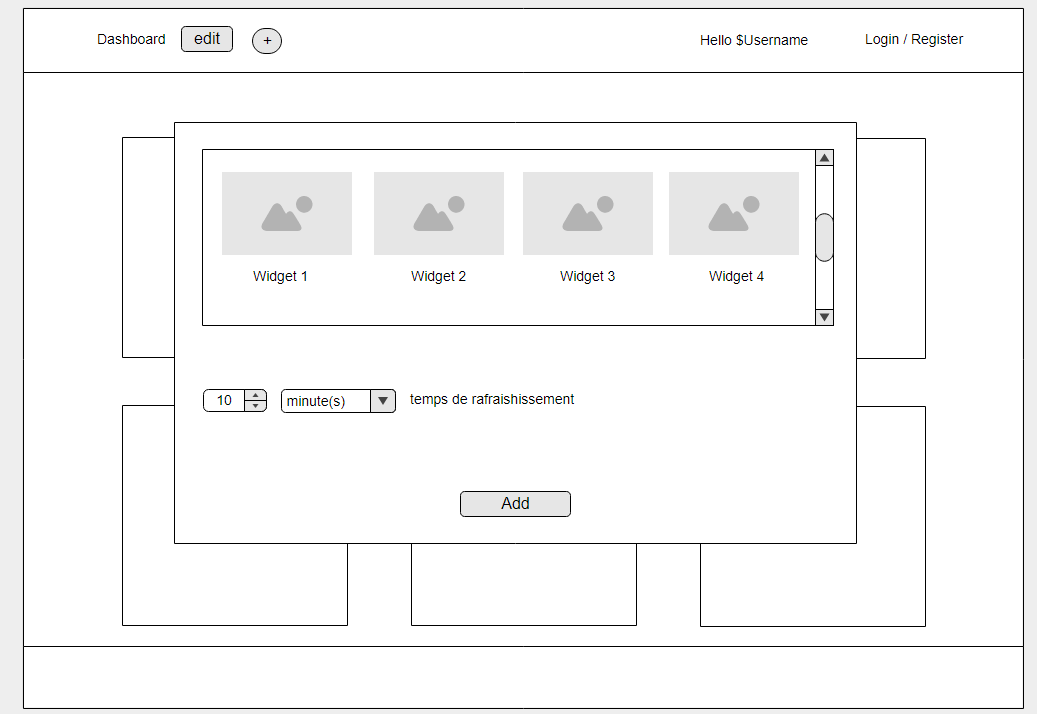 Dashboard
edit
+
Hello $Username
Login / Register
Widget 1
Widget 2
Widget 3
Widget 4
10
minute(s)
temps de rafraishissement
Add